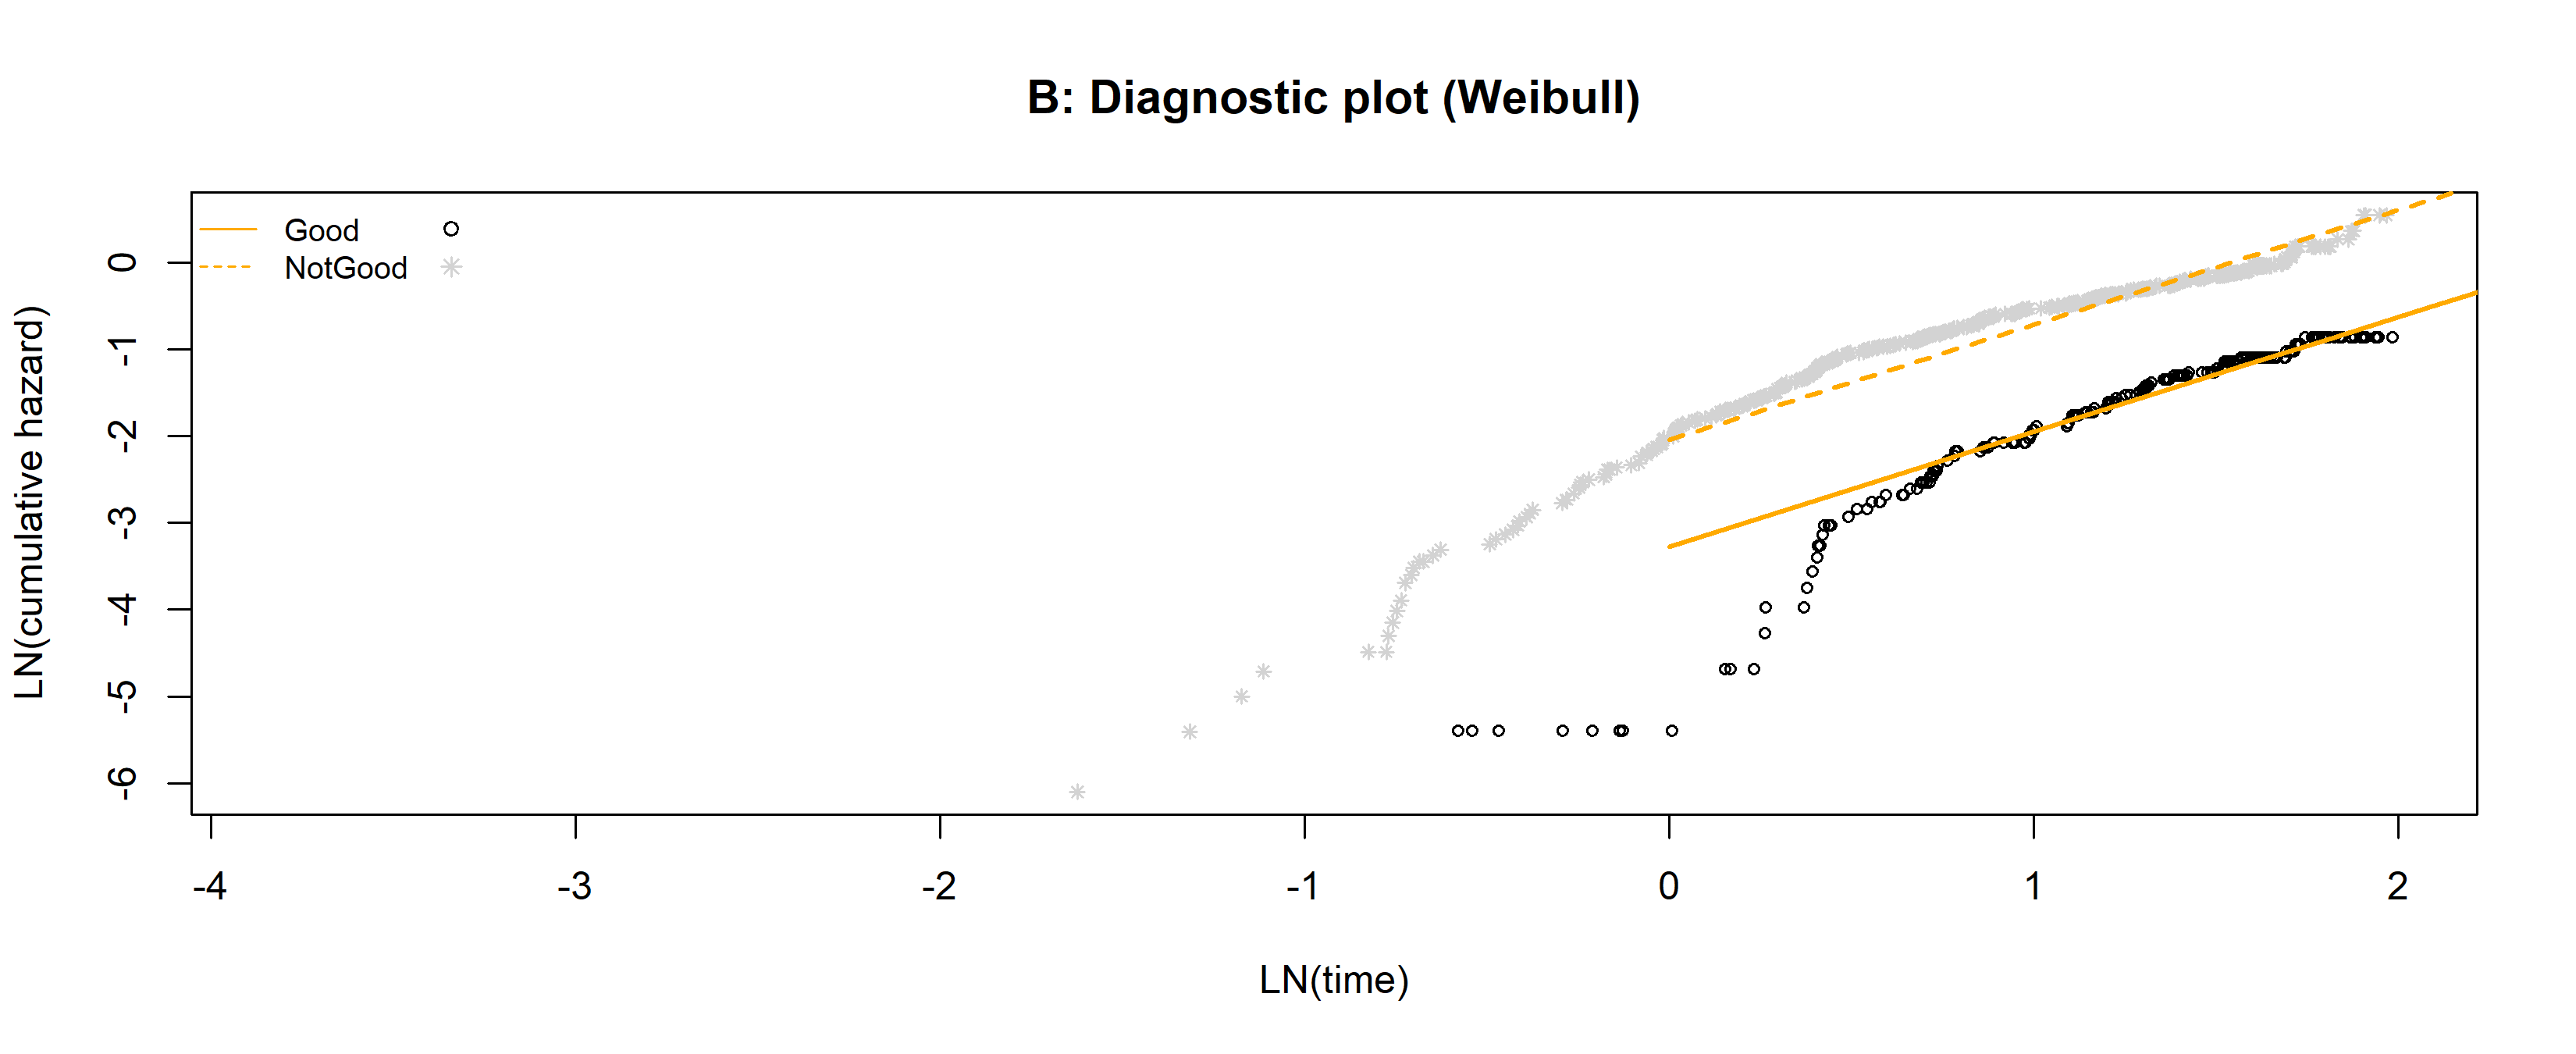 B: Diagnostic plot (Weibull)
Good
NotGood
LN(cumulative hazard)
0
-1
-2
-3
-4
-5
-6
-4 -3 -2 -1 0 1 2
LN(time)